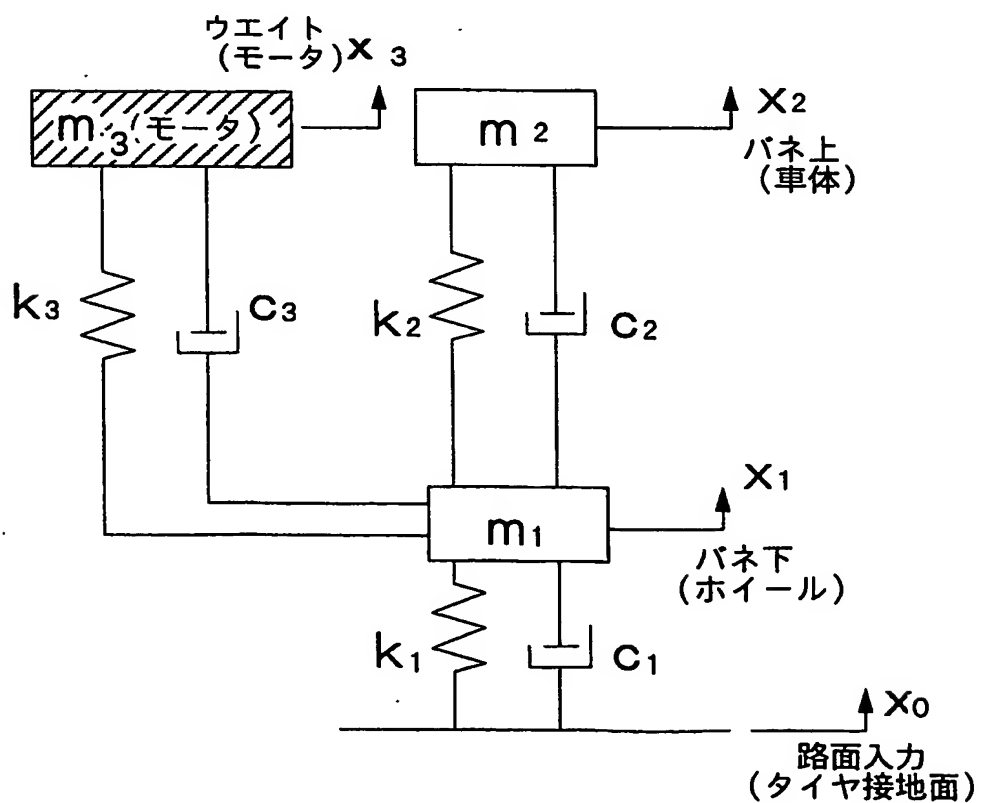 ウエイト
(モータ) x3
m3(モータ)
m2
x2
バネ上
(車体)
k3
c3
k2
c2
x1
m1
バネ下
(ホイール)
k1
c1
x0
路面入力
(タイヤ接地面)